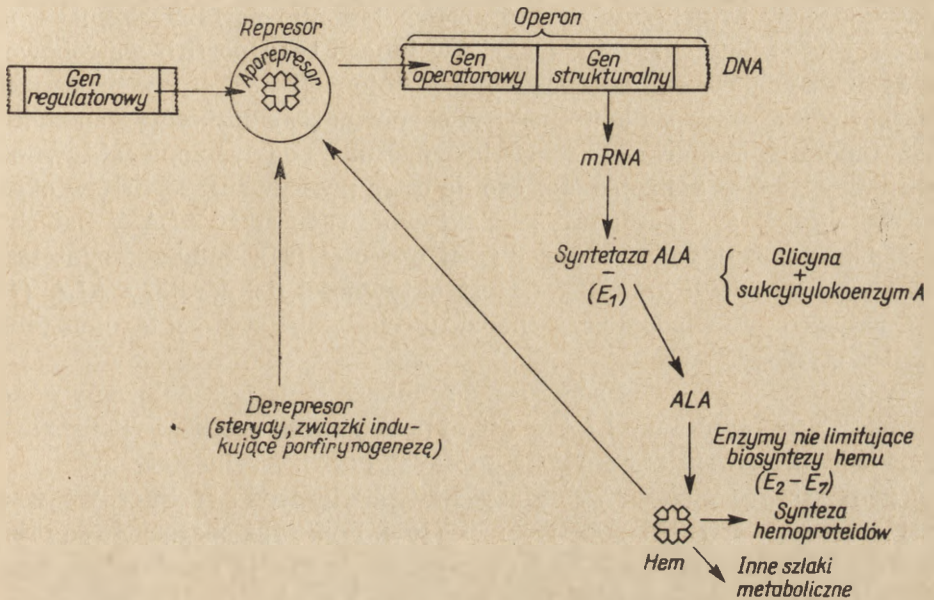 Operon
Represor
Aporepresor
Gen
regulatorowy
Gen
operatorowy
Gen
strukturalny
DNA
mRNA
Syntetaza ALA
(E₁)
Glicyna
+
sukcynylokoenzym A
ALA
Derepresor
(sterydy, związki indu-
kujące porfirynogenezę)
Enzymy nie limitujące
biosyntezy hemu
(E₂ – E₇)
Synteza
hemoproteidów
Hem
Inne szlaki
metaboliczne